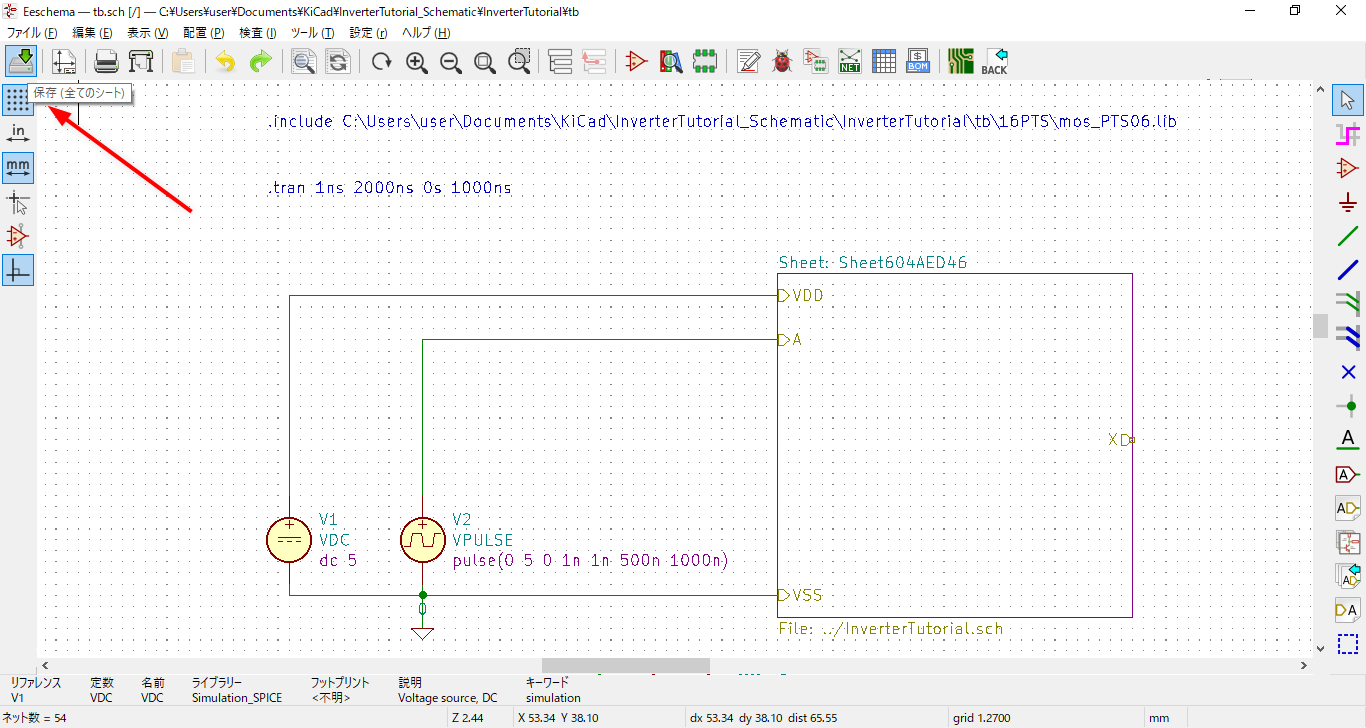 Eeschema — tb.sch [/] — C:¥Users¥user¥Documents¥KiCad¥InverterTutorial_Schematic¥InverterTutorial¥tb
ファイル (F) 編集 (E) 表示 (V) 配置 (P) 検査 (I) ツール (T) 設定 (r) ヘルプ (H)
NET
$
BOM
BACK
保存 (全てのシート)
in
mm
.include C:\Users\user\Documents\KiCad\InverterTutorial_Schematic\InverterTutorial\tb\16PTS\mos_PTS06.lib
.tran 1ns 2000ns 0s 1000ns
Sheet: Sheet604AED46
VDD
A
X
V1
VDC
dc 5
V2
VPULSE
pulse(0 5 0 1n 1n 500n 1000n)
VSS
0
File: ../InverterTutorial.sch
A
A
A
A
A
リファレンス 定数 名前 ライブラリー フットプリント 説明 キーワード
V1 VDC VDC Simulation_SPICE <不明> Voltage source, DC simulation
ネット数 = 54 Z 2.44 X 53.34 Y 38.10 dx 53.34 dy 38.10 dist 65.55 grid 1.2700 mm